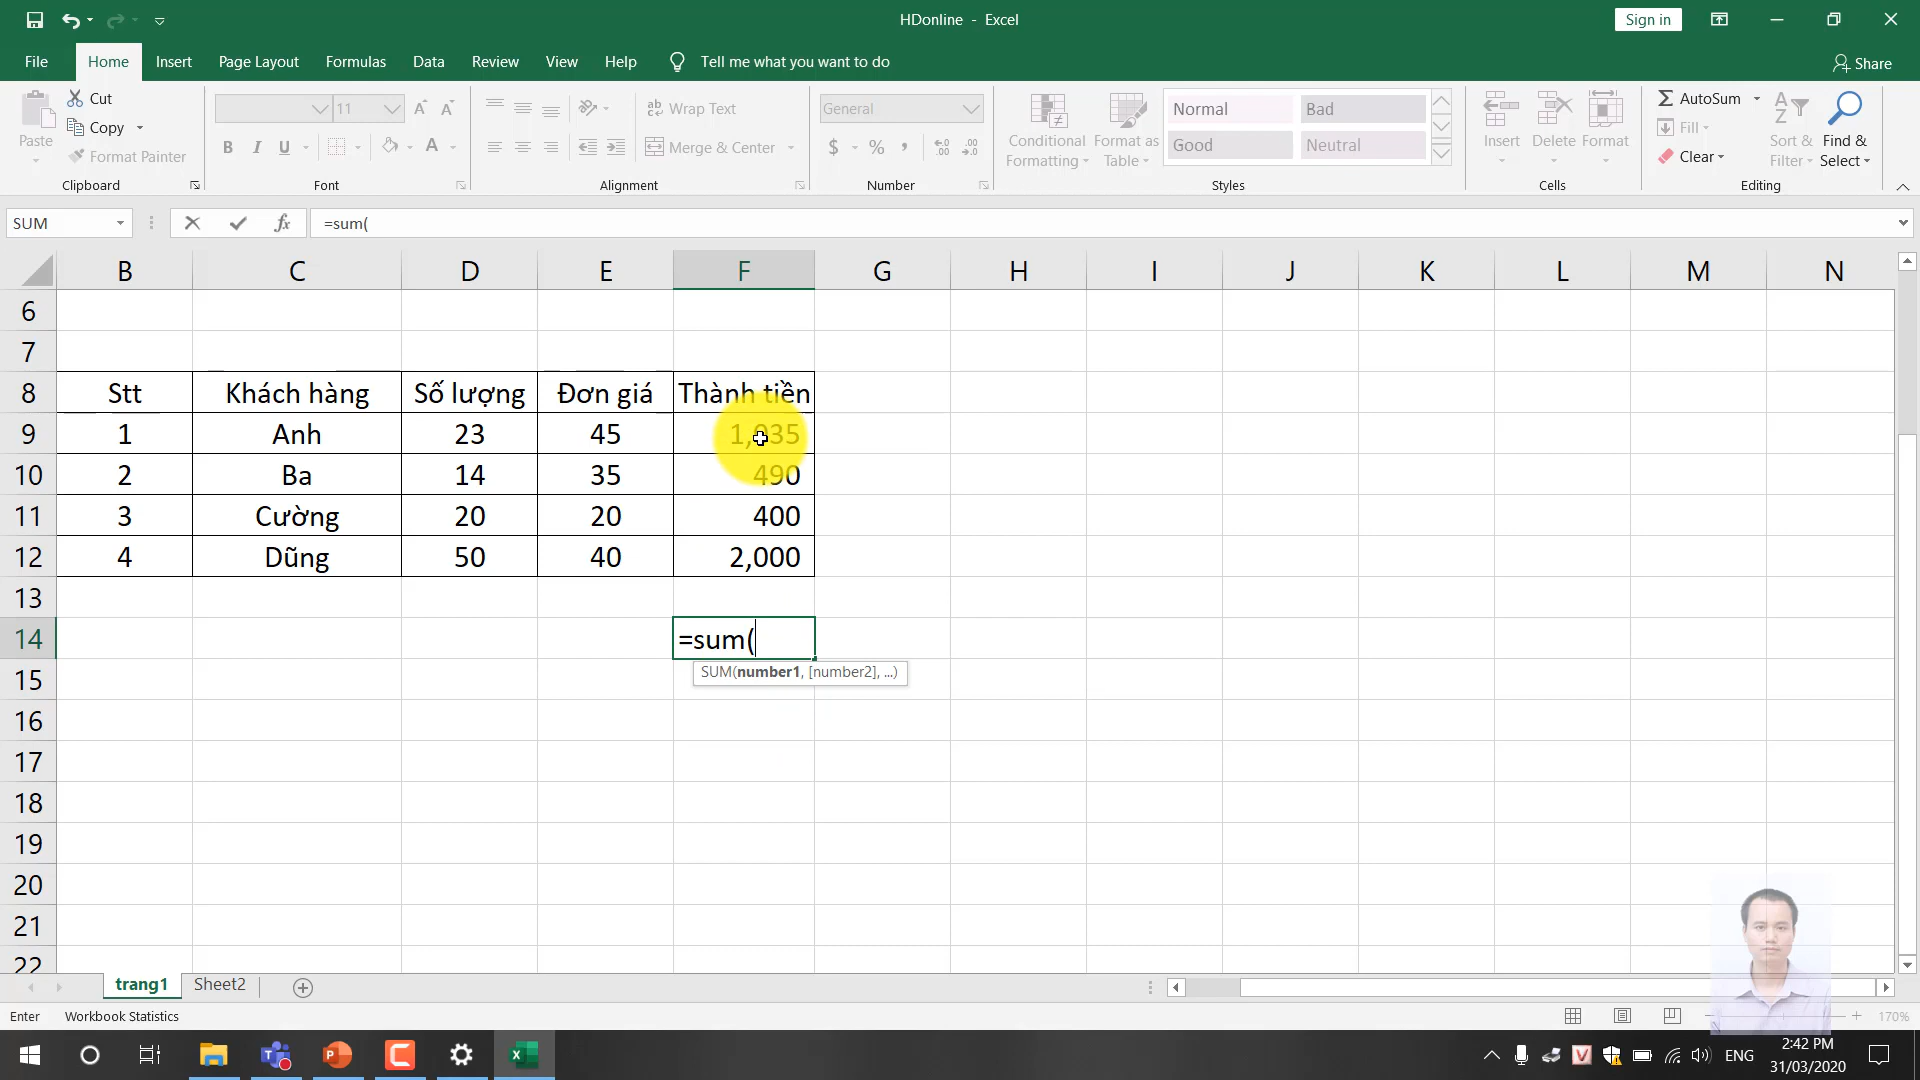 HDonline - Excel
Sign in
File Home Insert Page Layout Formulas Data Review View Help Tell me what you want to do Share
Cut
Copy
Format Painter
Paste
Clipboard
11
B I U A
Font
Wrap Text
Merge & Center
Alignment
General
$ % ,
Number
Conditional Formatting
Format as Table
Normal Bad
Good Neutral
Styles
Insert Delete Format
Cells
AutoSum
Fill
Clear
Sort & Filter
Find & Select
Editing
SUM fx =sum(
B C D E F G H I J K L M N
6
7
8 Stt Khách hàng Số lượng Đơn giá Thành tiền
9 1 Anh 23 45 1,035
10 2 Ba 14 35 490
11 3 Cường 20 20 400
12 4 Dũng 50 40 2,000
13
14 =sum(
SUM(number1, [number2], ...)
15
16
17
18
19
20
21
22
trang1 Sheet2
Enter Workbook Statistics 170%
ENG
2:42 PM
31/03/2020